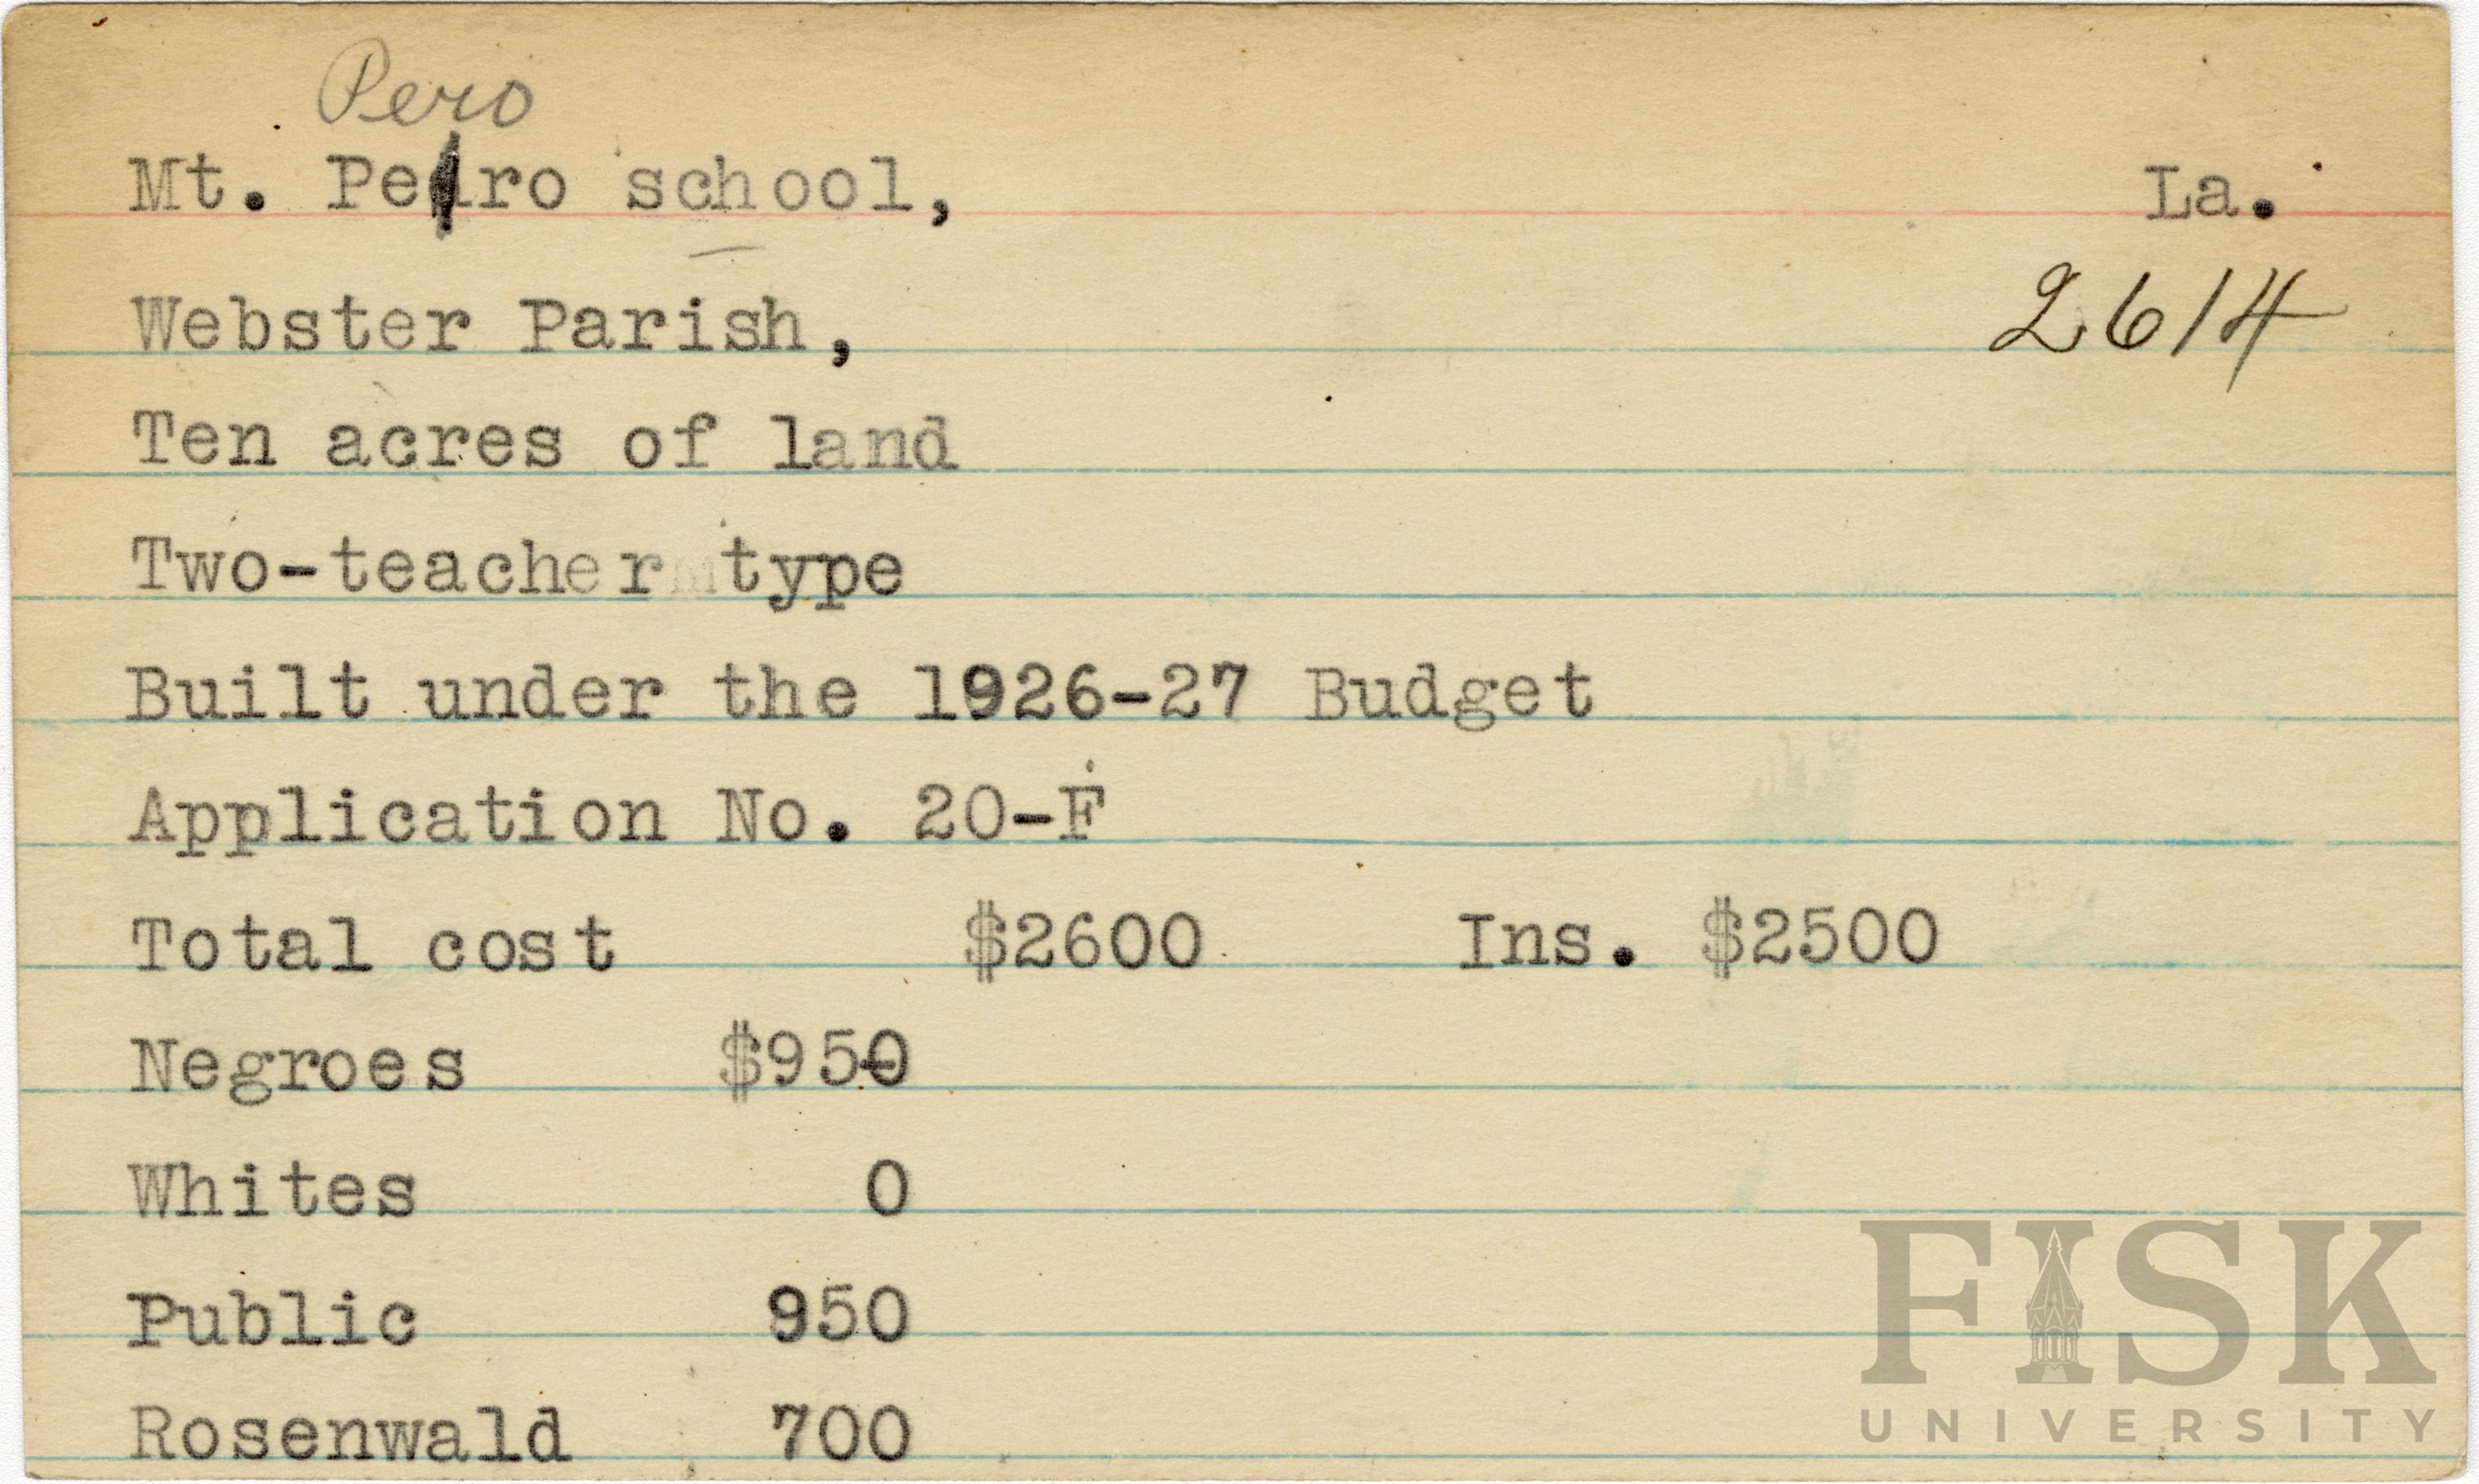 Pero
Mt. Pedro school, La.
2614
Webster Parish,
Ten acres of land
Two-teacher type
Built under the 1926-27 Budget
Application No. 20-F
Total cost $2600 Ins. $2500
Negroes $950
Whites 0
Public 950
Rosenwald 700
FISK
UNIVERSITY